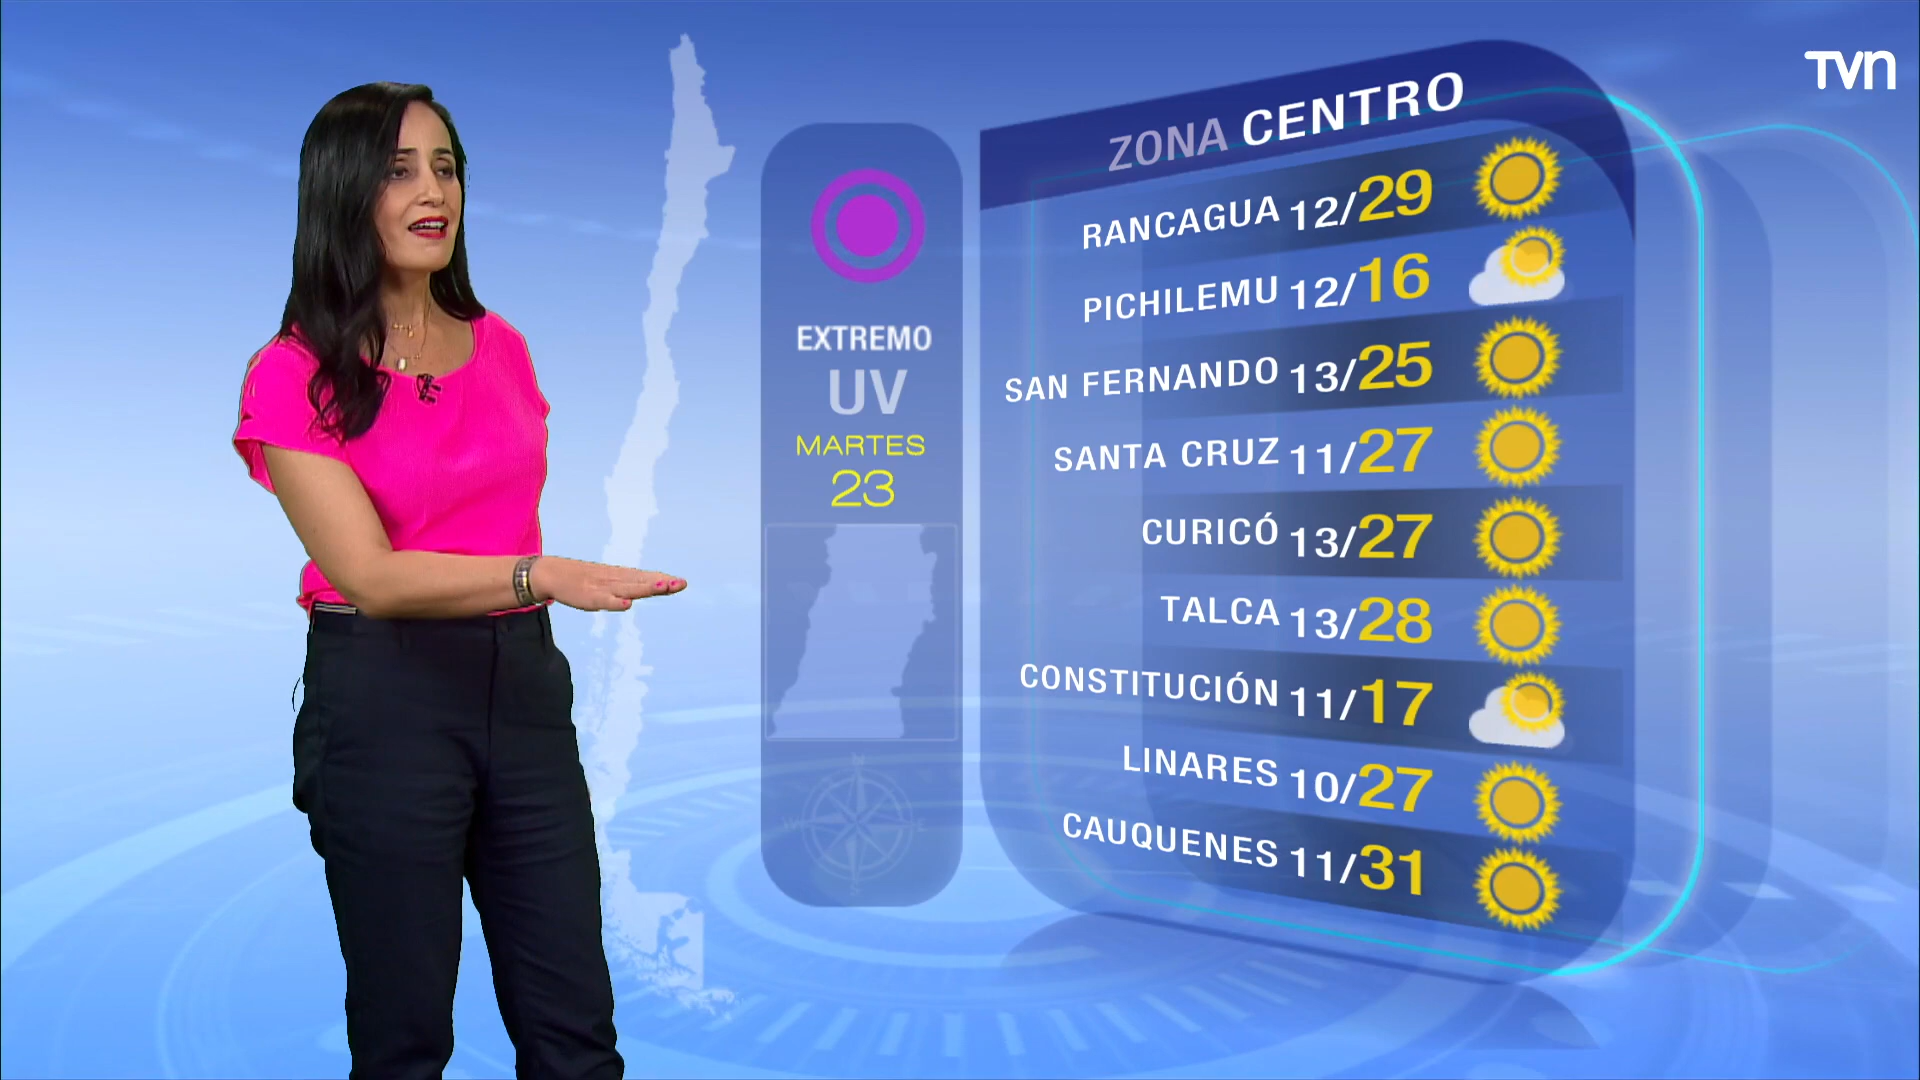 TVN
ZONA CENTRO
RANCAGUA 12/29
PICHILEMU 12/16
SAN FERNANDO 13/25
SANTA CRUZ 11/27
CURICÓ 13/27
TALCA 13/28
CONSTITUCIÓN 11/17
LINARES 10/27
CAUQUENES 11/31
EXTREMO
UV
MARTES
23
N
W E
S